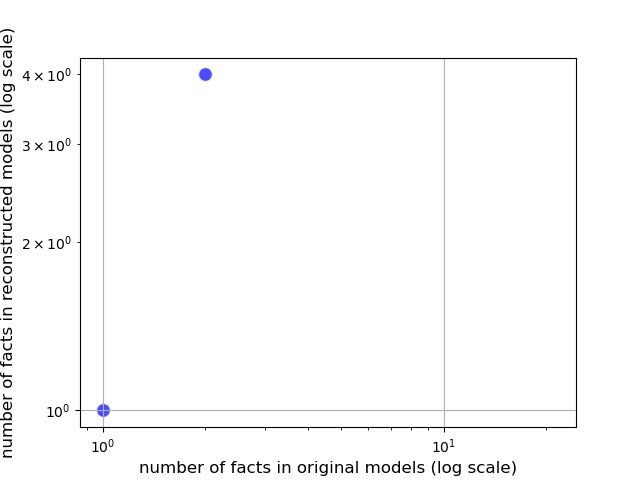 number of facts in reconstructed models (log scale)
4 × 10⁰
3 × 10⁰
2 × 10⁰
10⁰
10⁰ 10¹
number of facts in original models (log scale)